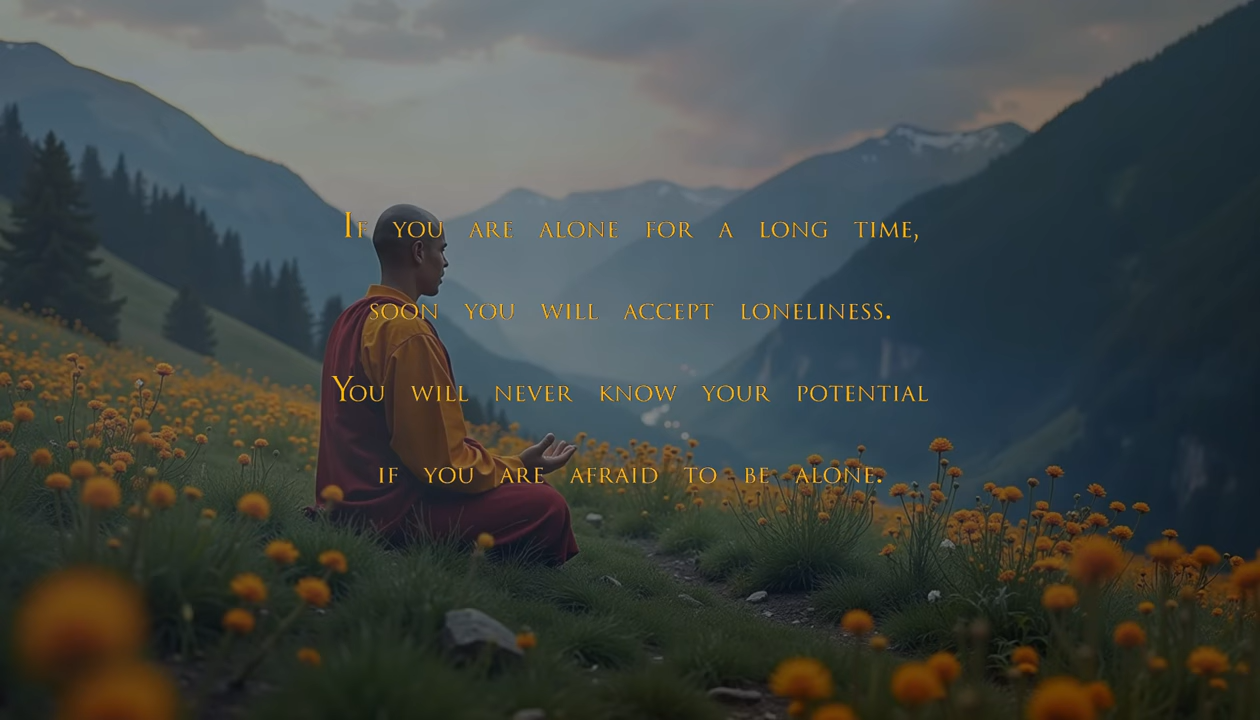 If you are alone for a long time,
soon you will accept loneliness.
You will never know your potential
if you are afraid to be alone.